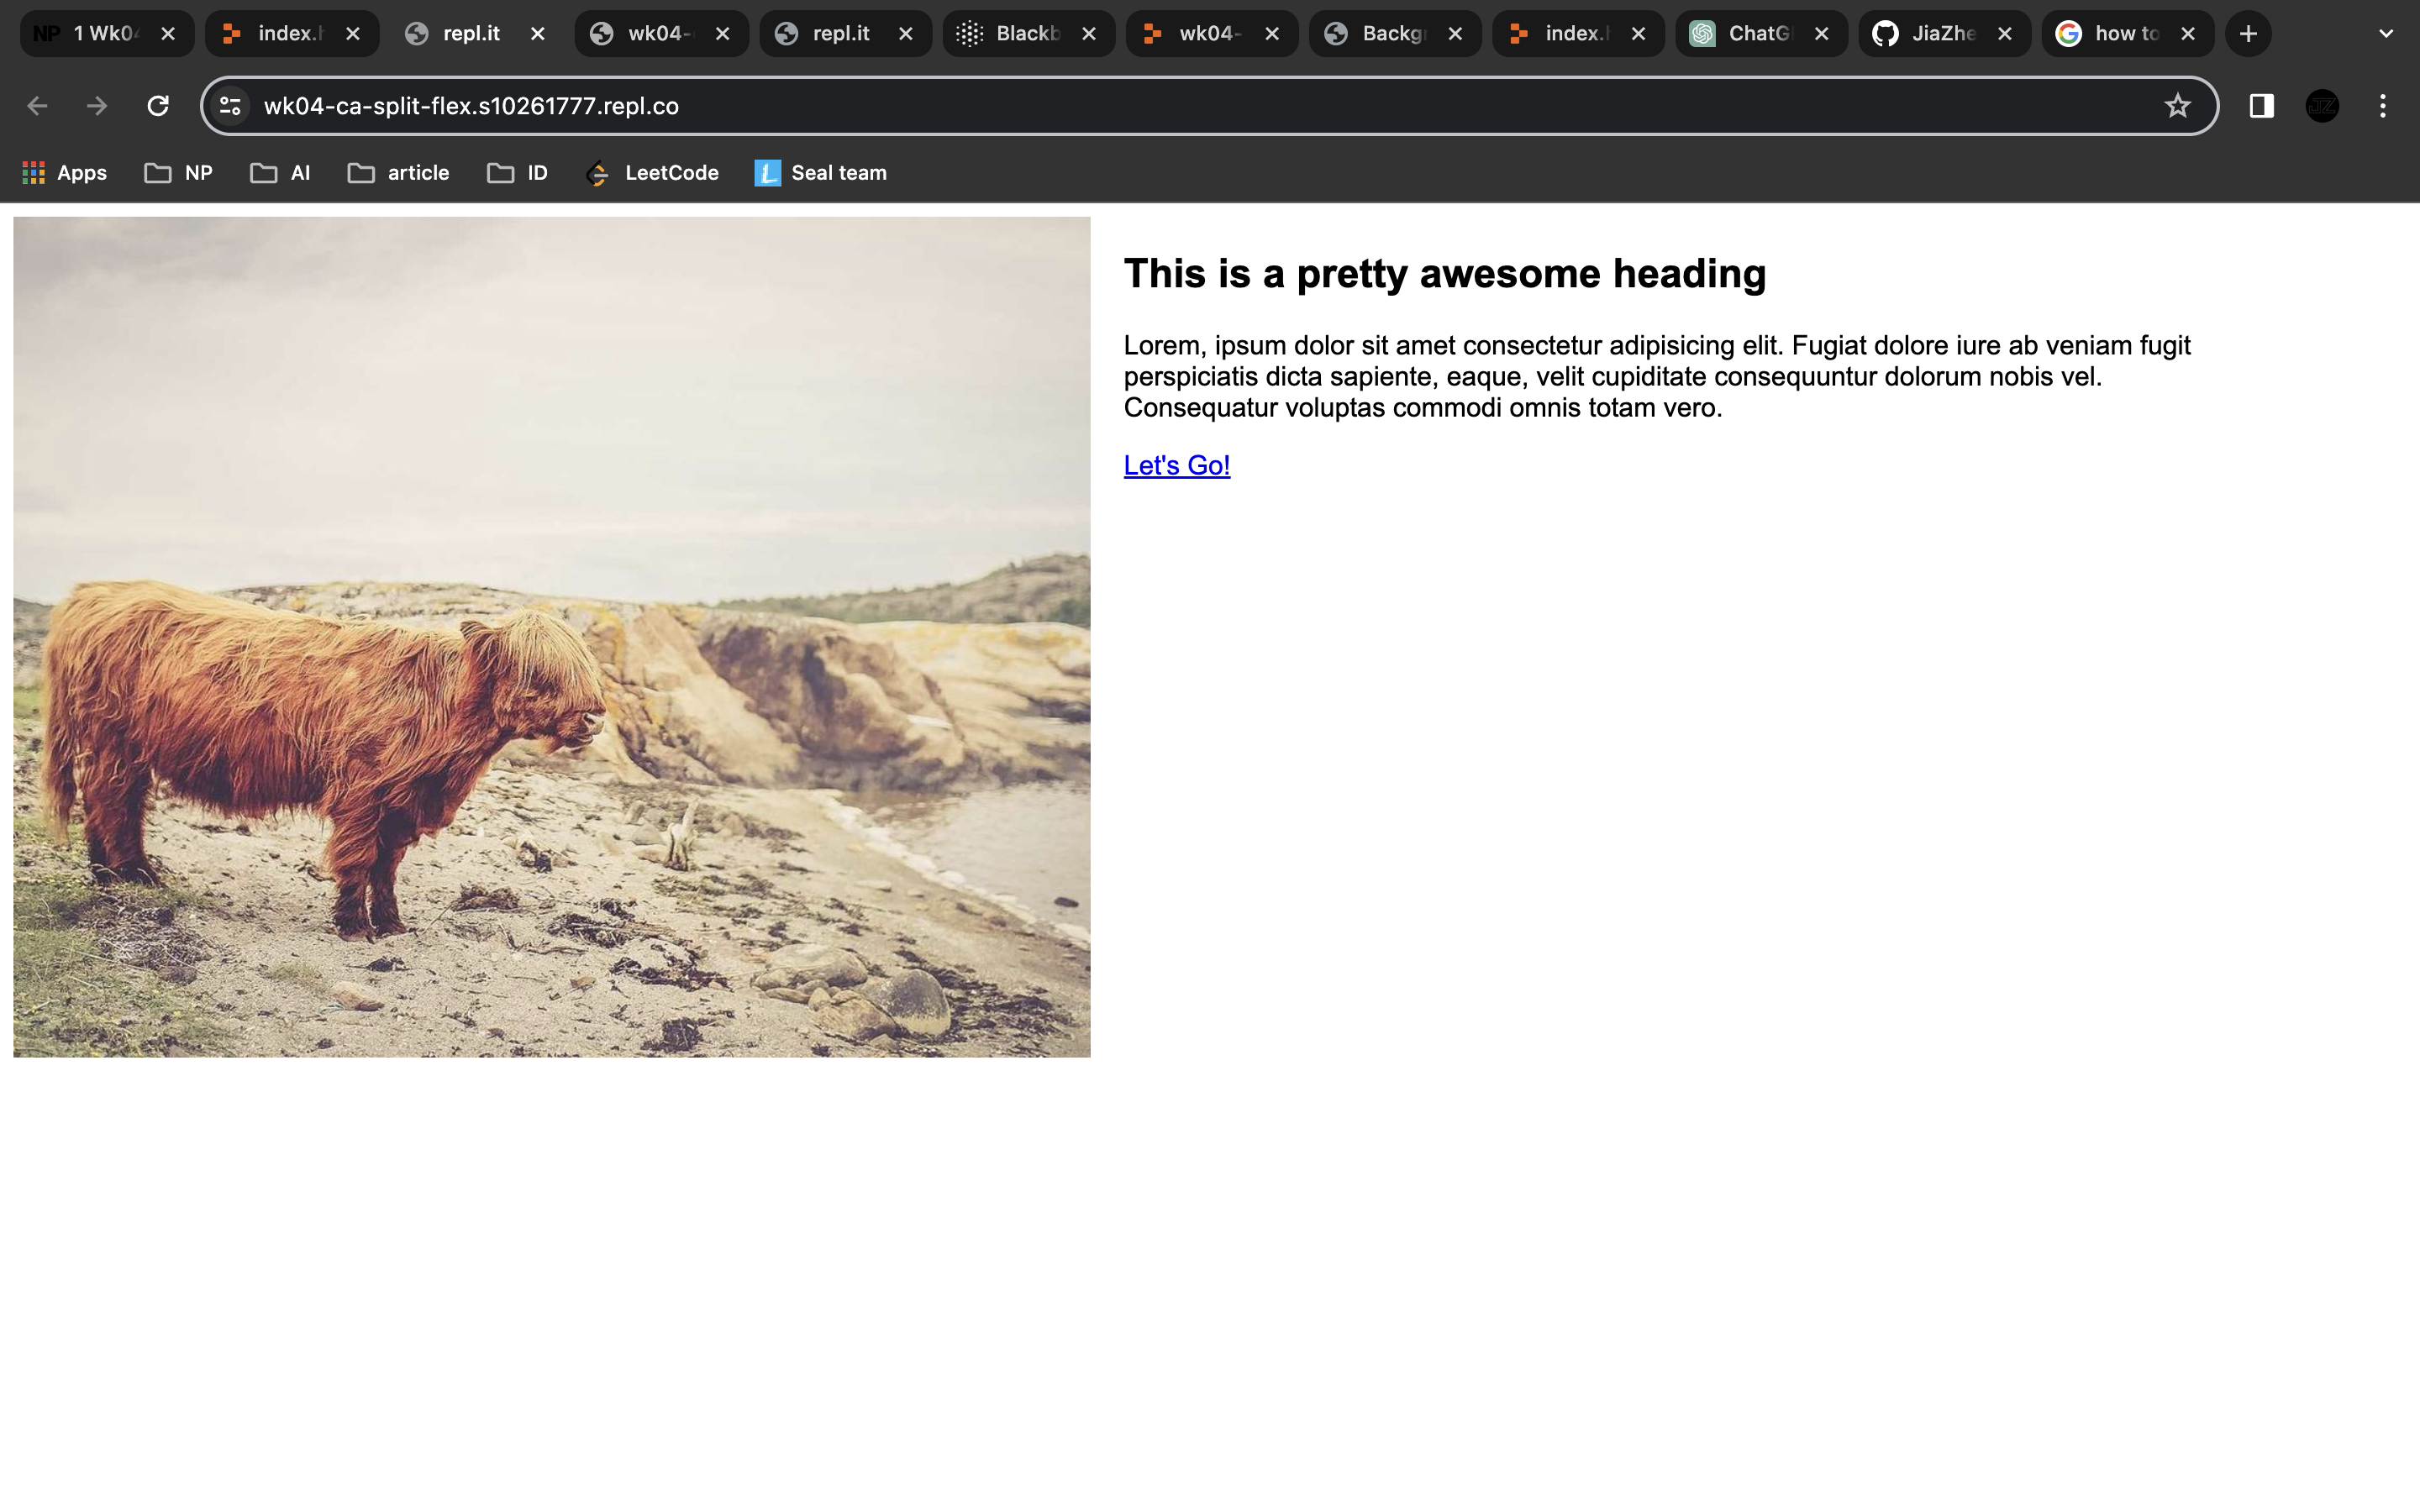 NP 1 Wk04 index.h repl.it wk04- repl.it Blackb wk04- Backg index. ChatG JiaZhe how to
wk04-ca-split-flex.s10261777.repl.co JZ
Apps NP AI article ID LeetCode L Seal team
This is a pretty awesome heading
Lorem, ipsum dolor sit amet consectetur adipisicing elit. Fugiat dolore iure ab veniam fugit
perspiciatis dicta sapiente, eaque, velit cupiditate consequuntur dolorum nobis vel.
Consequatur voluptas commodi omnis totam vero.
Let's Go!